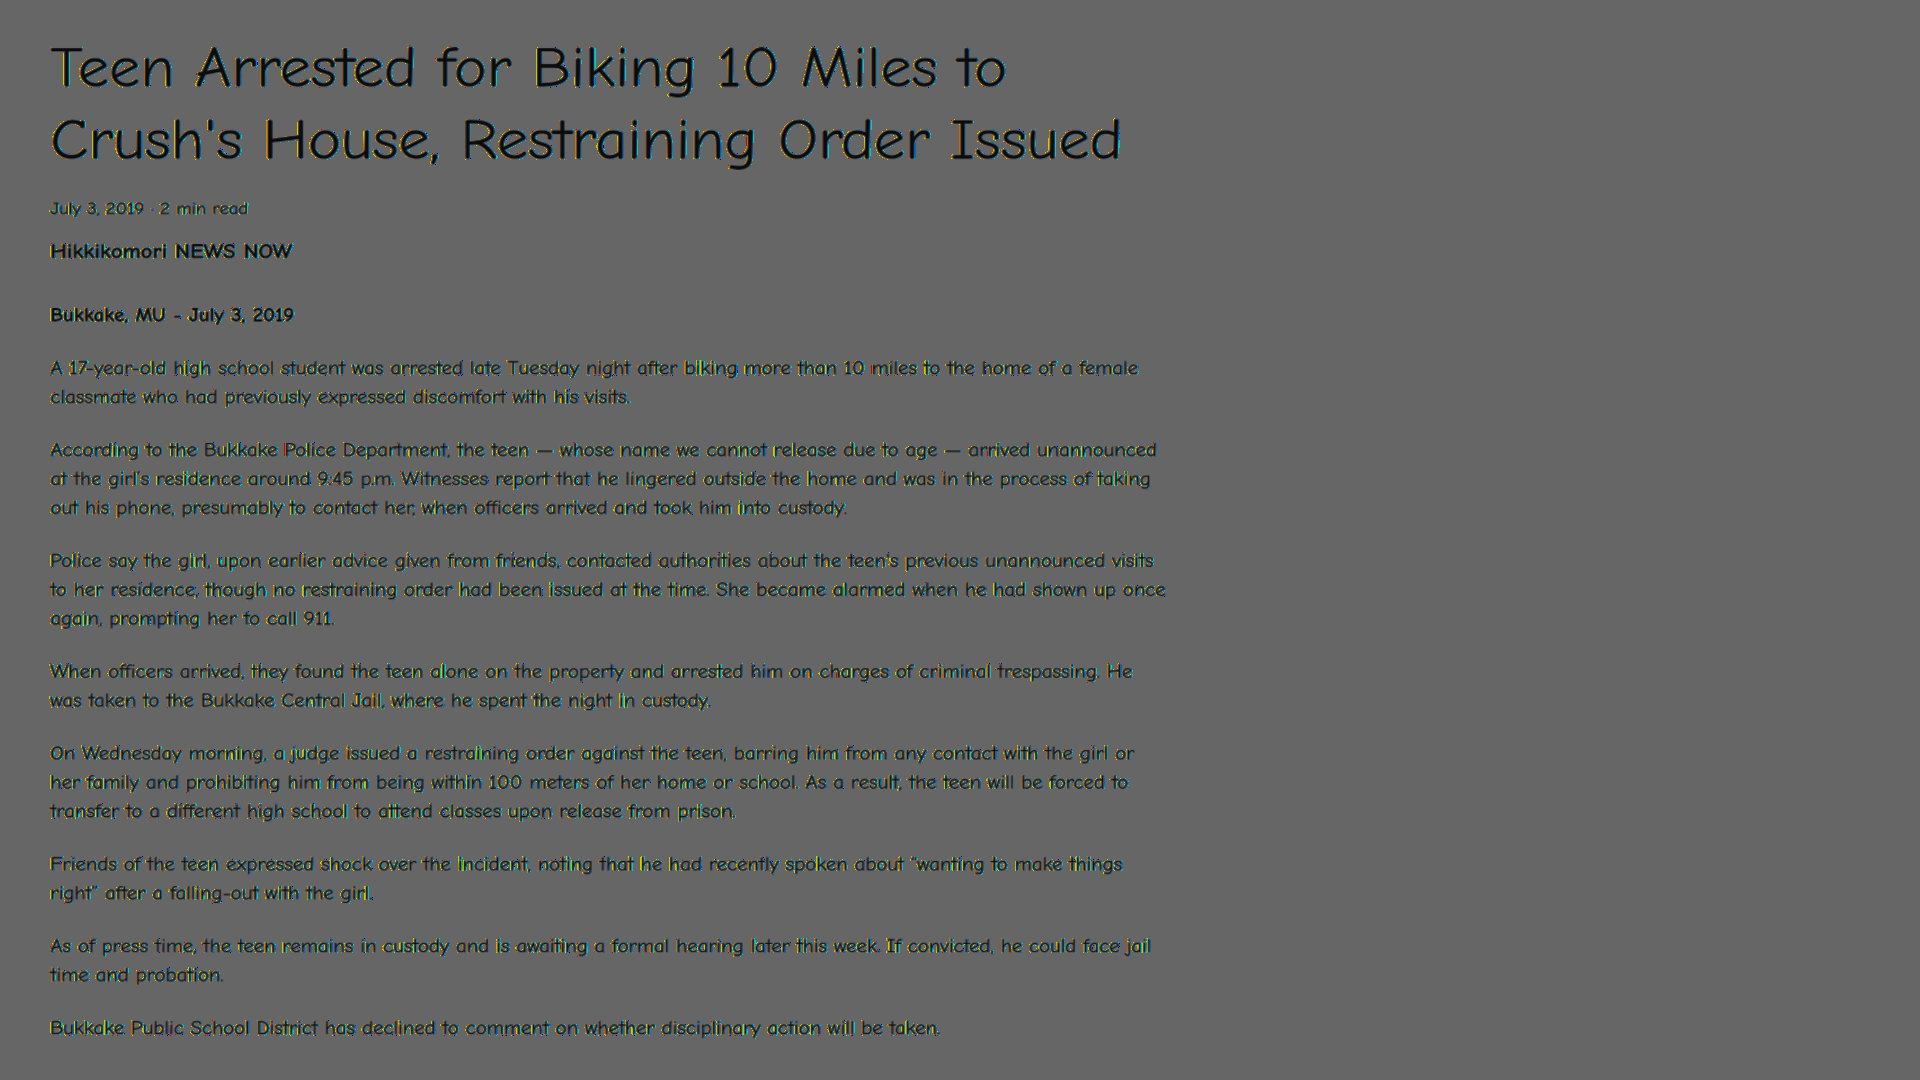 Teen Arrested for Biking 10 Miles to
Crush's House, Restraining Order Issued
July 3, 2019 · 2 min read
Hikkikomori NEWS NOW
Bukkake, MU - July 3, 2019
A 17-year-old high school student was arrested late Tuesday night after biking more than 10 miles to the home of a female
classmate who had previously expressed discomfort with his visits.
According to the Bukkake Police Department, the teen — whose name we cannot release due to age — arrived unannounced
at the girl's residence around 9:45 p.m. Witnesses report that he lingered outside the home and was in the process of taking
out his phone, presumably to contact her, when officers arrived and took him into custody.
Police say the girl, upon earlier advice given from friends, contacted authorities about the teen's previous unannounced visits
to her residence, though no restraining order had been issued at the time. She became alarmed when he had shown up once
again, prompting her to call 911.
When officers arrived, they found the teen alone on the property and arrested him on charges of criminal trespassing. He
was taken to the Bukkake Central Jail, where he spent the night in custody.
On Wednesday morning, a judge issued a restraining order against the teen, barring him from any contact with the girl or
her family and prohibiting him from being within 100 meters of her home or school. As a result, the teen will be forced to
transfer to a different high school to attend classes upon release from prison.
Friends of the teen expressed shock over the incident, noting that he had recently spoken about "wanting to make things
right" after a falling-out with the girl.
As of press time, the teen remains in custody and is awaiting a formal hearing later this week. If convicted, he could face jail
time and probation.
Bukkake Public School District has declined to comment on whether disciplinary action will be taken.